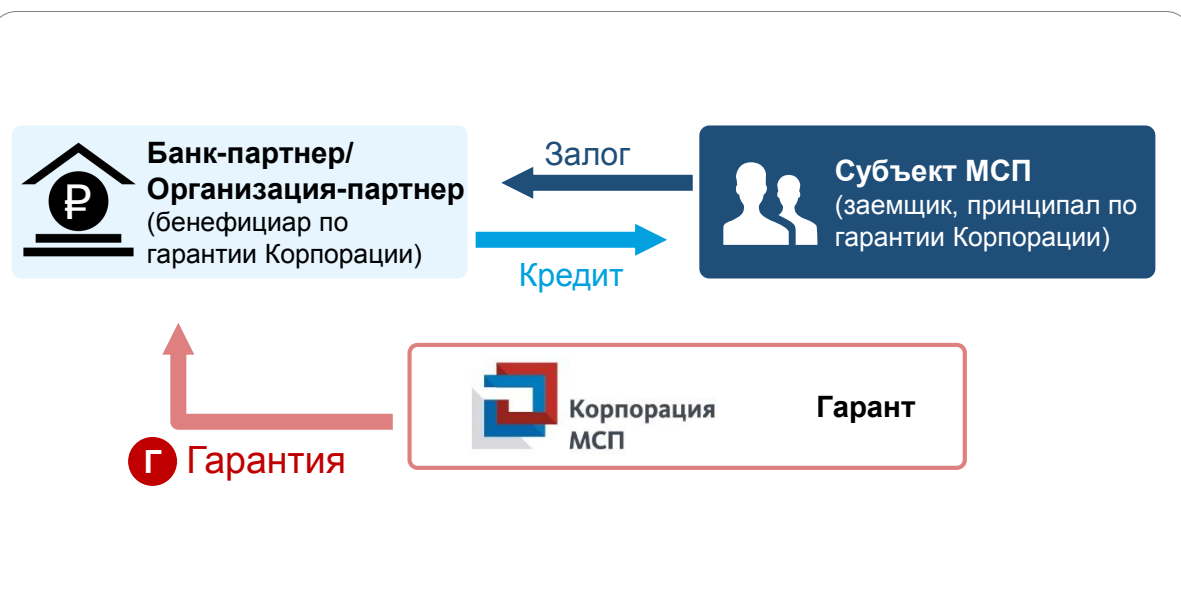 Банк-партнер/
Организация-партнер
(бенефициар по
гарантии Корпорации)
Залог
Кредит
Субъект МСП
(заемщик, принципал по
гарантии Корпорации)
Корпорация
МСП
Гарант
Г Гарантия